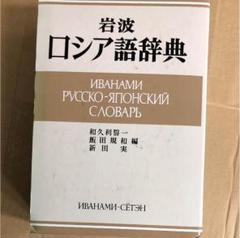 岩波
ロシア語辞典
ИВАНАМИ
РУССКО-ЯПОНСКИЙ
СЛОВАРЬ
和久利誓一
飯田規和 編
新田 実
ИВАНАМИ-СЁТЭН